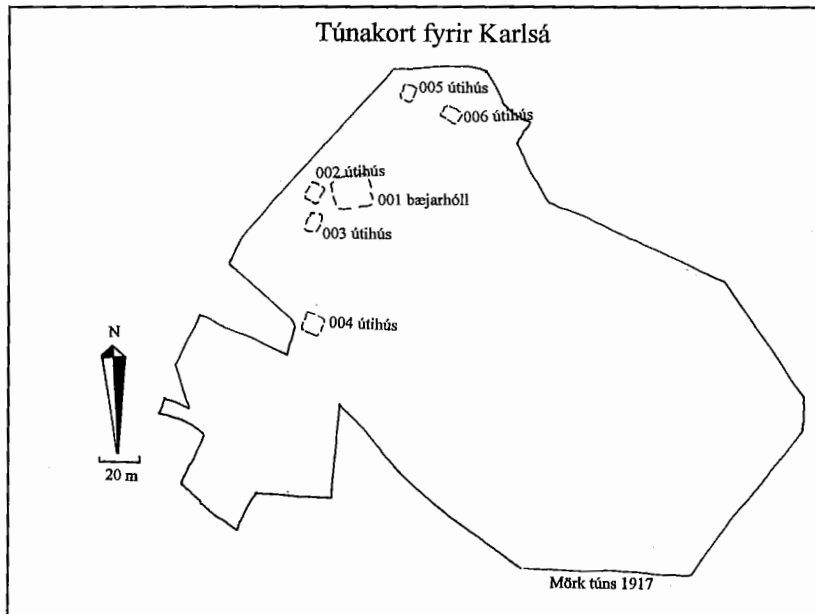 Túnakort fyrir Karlsá
005 útihús
006 útihús
002 útihús
001 bæjarhóll
003 útihús
004 útihús
N
20 m
Mörk túns 1917